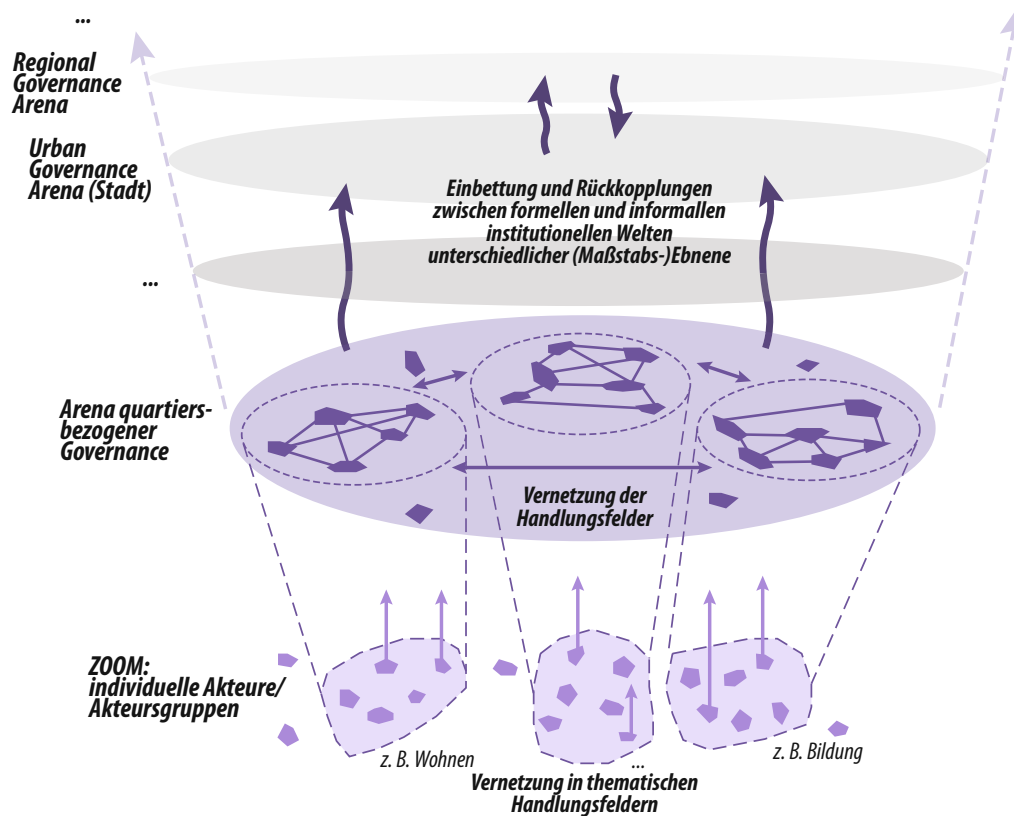 ...
Regional
Governance
Arena
Urban
Governance
Arena (Stadt)
Einbettung und Rückkopplungen
zwischen formellen und informallen
institutionellen Welten
unterschiedlicher (Maßstabs-)Ebnene
...
Arena quartiers-
bezogener
Governance
Vernetzung der
Handlungsfelder
ZOOM:
individuelle Akteure/
Akteursgruppen
z. B. Wohnen
...
z. B. Bildung
Vernetzung in thematischen
Handlungsfeldern